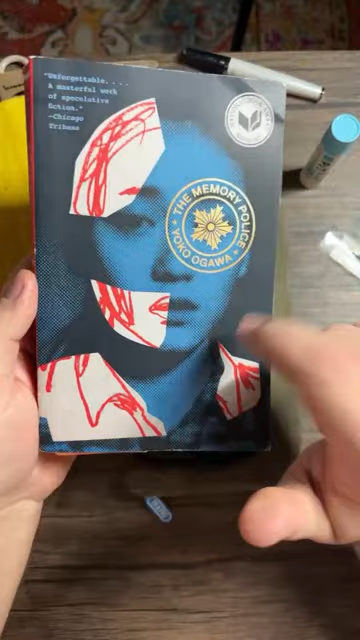 "Unforgettable. . . .
A masterful work
of speculative
fiction."
—Chicago
Tribune
THE MEMORY POLICE
YOKO OGAWA